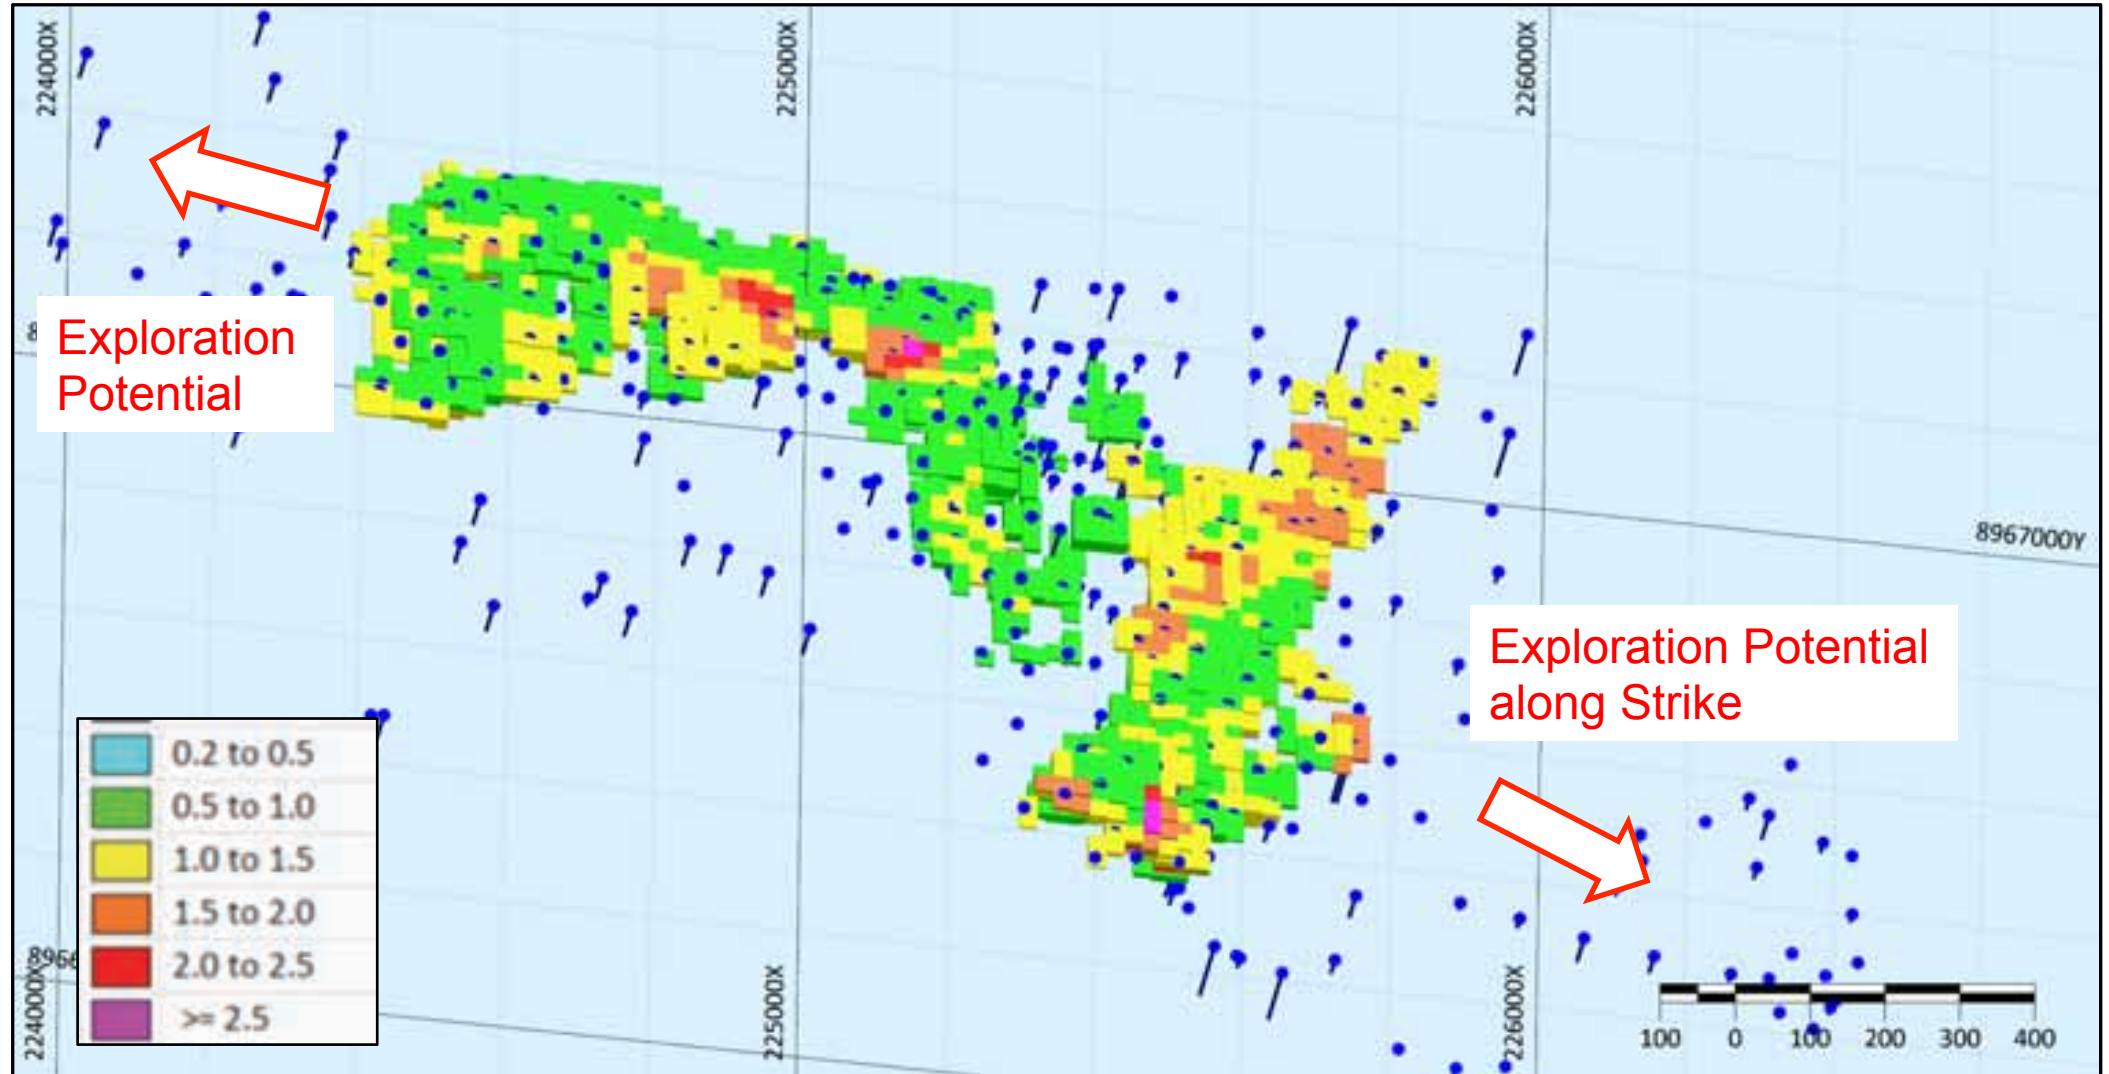 224000X
225000X
226000X
Exploration
Potential
8967000Y
Exploration Potential
along Strike
0.2 to 0.5
0.5 to 1.0
1.0 to 1.5
1.5 to 2.0
2.0 to 2.5
>= 2.5
8966
224000X
225000X
226000X
100 0 100 200 300 400